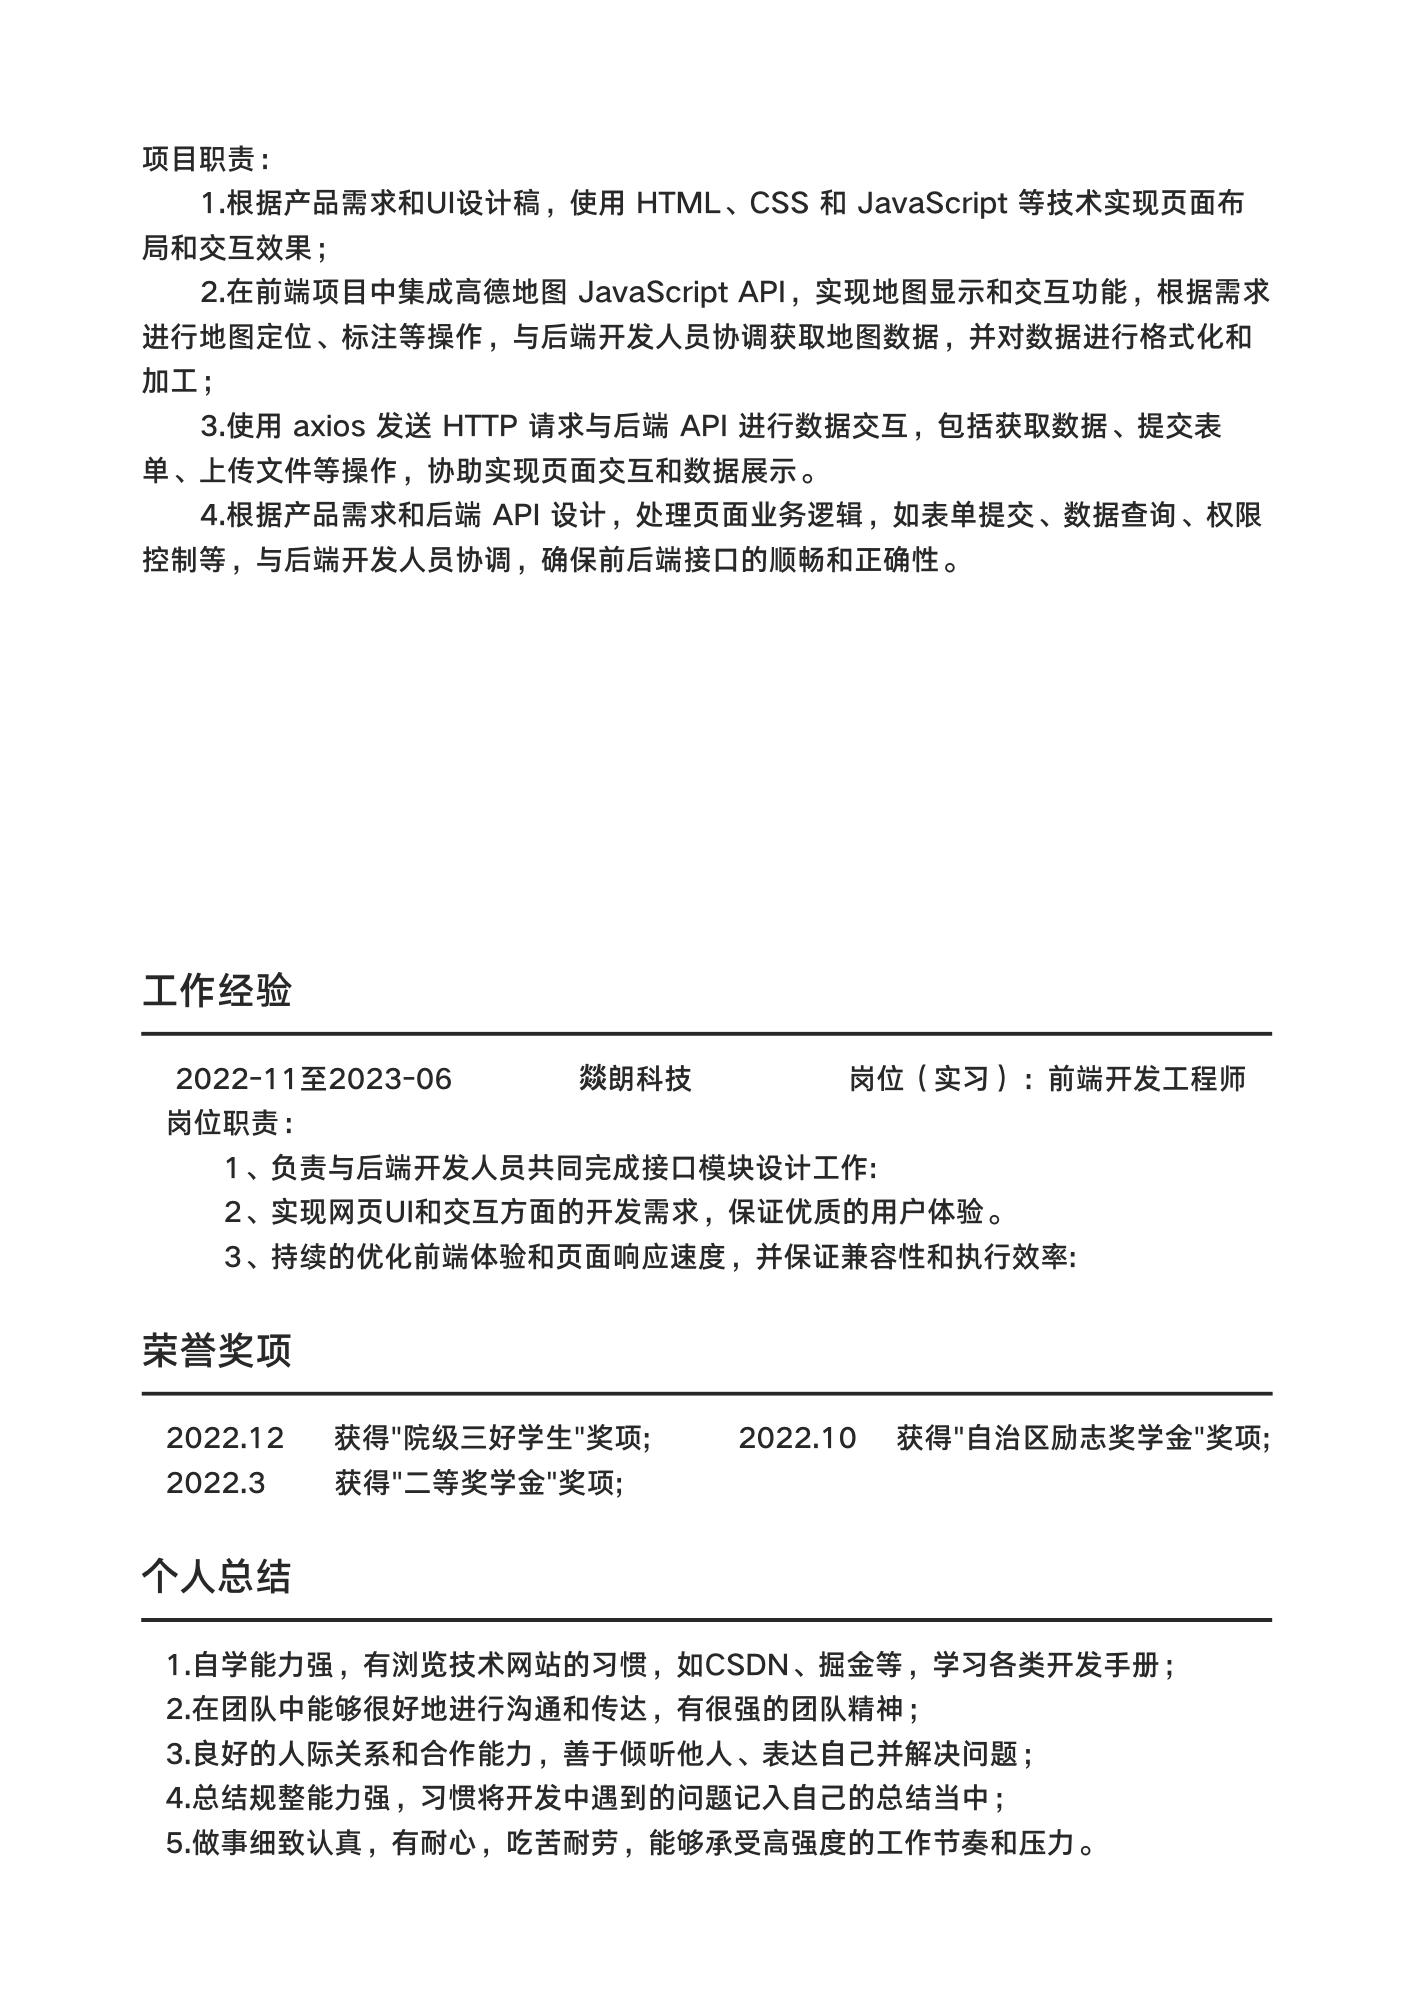 项目职责：
1.根据产品需求和UI设计稿，使用 HTML、CSS 和 JavaScript 等技术实现页面布
局和交互效果；
2.在前端项目中集成高德地图 JavaScript API，实现地图显示和交互功能，根据需求
进行地图定位、标注等操作，与后端开发人员协调获取地图数据，并对数据进行格式化和
加工；
3.使用 axios 发送 HTTP 请求与后端 API 进行数据交互，包括获取数据、提交表
单、上传文件等操作，协助实现页面交互和数据展示。
4.根据产品需求和后端 API 设计，处理页面业务逻辑，如表单提交、数据查询、权限
控制等，与后端开发人员协调，确保前后端接口的顺畅和正确性。
工作经验
2022-11至2023-06 燚朗科技 岗位（实习）：前端开发工程师
岗位职责：
1、负责与后端开发人员共同完成接口模块设计工作:
2、实现网页UI和交互方面的开发需求，保证优质的用户体验。
3、持续的优化前端体验和页面响应速度，并保证兼容性和执行效率:
荣誉奖项
2022.12 获得"院级三好学生"奖项; 2022.10 获得"自治区励志奖学金"奖项;
2022.3 获得"二等奖学金"奖项;
个人总结
1.自学能力强，有浏览技术网站的习惯，如CSDN、掘金等，学习各类开发手册；
2.在团队中能够很好地进行沟通和传达，有很强的团队精神；
3.良好的人际关系和合作能力，善于倾听他人、表达自己并解决问题；
4.总结规整能力强，习惯将开发中遇到的问题记入自己的总结当中；
5.做事细致认真，有耐心，吃苦耐劳，能够承受高强度的工作节奏和压力。